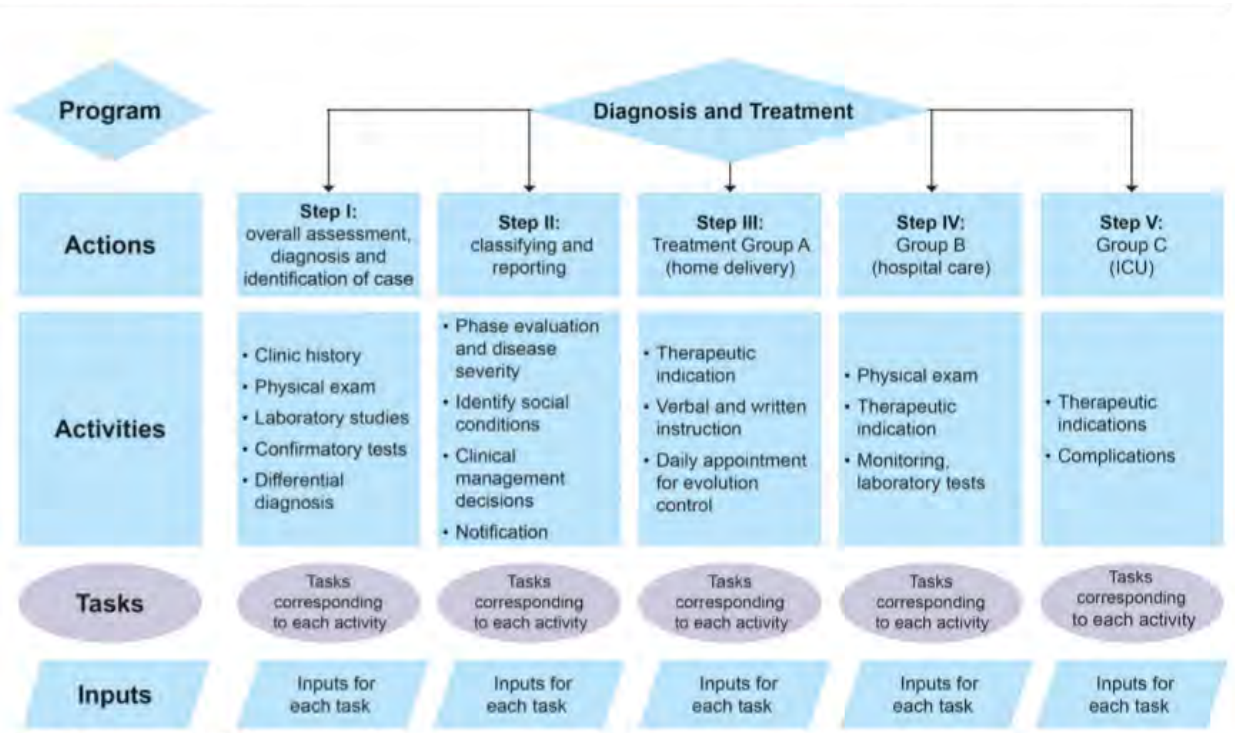 Program
Diagnosis and Treatment
Actions
Step I:
overall assessment,
diagnosis and
identification of case
Step II:
classifying and
reporting
Step III:
Treatment Group A
(home delivery)
Step IV:
Group B
(hospital care)
Step V:
Group C
(ICU)
Activities
• Clinic history
• Physical exam
• Laboratory studies
• Confirmatory tests
• Differential
diagnosis
• Phase evaluation
and disease
severity
• Identify social
conditions
• Clinical
management
decisions
• Notification
• Therapeutic
indication
• Verbal and written
instruction
• Daily appointment
for evolution
control
• Physical exam
• Therapeutic
indication
• Monitoring,
laboratory tests
• Therapeutic
indications
• Complications
Tasks
Tasks
corresponding
to each activity
Tasks
corresponding
to each activity
Tasks
corresponding
to each activity
Tasks
corresponding
to each activity
Tasks
corresponding
to each activity
Inputs
Inputs for
each task
Inputs for
each task
Inputs for
each task
Inputs for
each task
Inputs for
each task